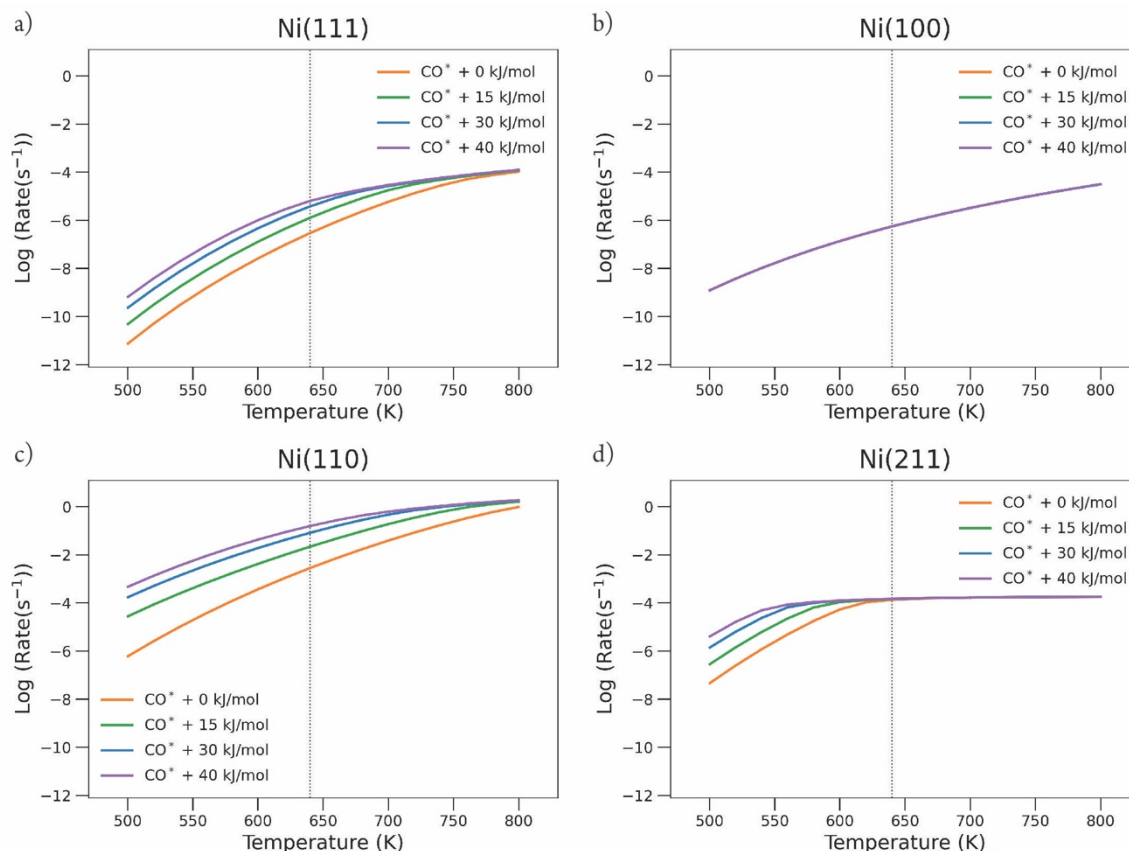 a)
Ni(111)
CO* + 0 kJ/mol
CO* + 15 kJ/mol
CO* + 30 kJ/mol
CO* + 40 kJ/mol
0
−2
−4
−6
−8
−10
−12
Log (Rate(s⁻¹))
500 550 600 650 700 750 800
Temperature (K)
b)
Ni(100)
CO* + 0 kJ/mol
CO* + 15 kJ/mol
CO* + 30 kJ/mol
CO* + 40 kJ/mol
0
−2
−4
−6
−8
−10
−12
Log (Rate(s⁻¹))
500 550 600 650 700 750 800
Temperature (K)
c)
Ni(110)
0
−2
−4
−6
−8
−10
−12
Log (Rate(s⁻¹))
CO* + 0 kJ/mol
CO* + 15 kJ/mol
CO* + 30 kJ/mol
CO* + 40 kJ/mol
500 550 600 650 700 750 800
Temperature (K)
d)
Ni(211)
CO* + 0 kJ/mol
CO* + 15 kJ/mol
CO* + 30 kJ/mol
CO* + 40 kJ/mol
0
−2
−4
−6
−8
−10
−12
Log (Rate(s⁻¹))
500 550 600 650 700 750 800
Temperature (K)